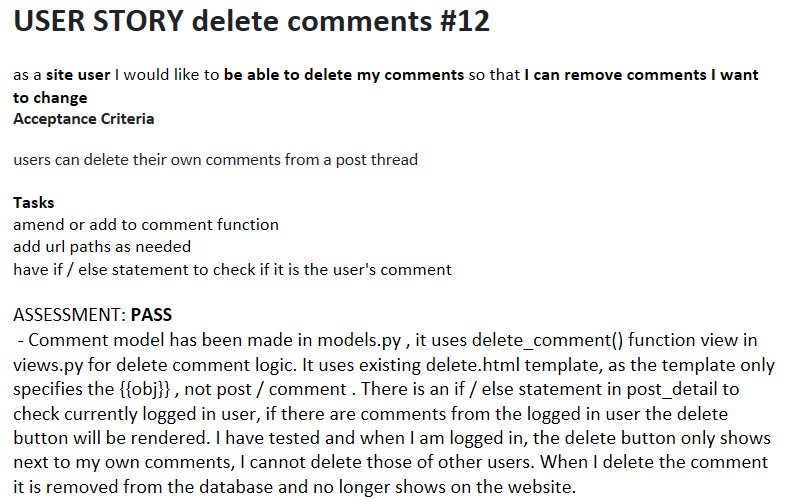 USER STORY delete comments #12
as a site user I would like to be able to delete my comments so that I can remove comments I want
to change
Acceptance Criteria
users can delete their own comments from a post thread
Tasks
amend or add to comment function
add url paths as needed
have if / else statement to check if it is the user's comment
ASSESSMENT: PASS
- Comment model has been made in models.py , it uses delete_comment() function view in
views.py for delete comment logic. It uses existing delete.html template, as the template only
specifies the {{obj}} , not post / comment . There is an if / else statement in post_detail to
check currently logged in user, if there are comments from the logged in user the delete
button will be rendered. I have tested and when I am logged in, the delete button only shows
next to my own comments, I cannot delete those of other users. When I delete the comment
it is removed from the database and no longer shows on the website.